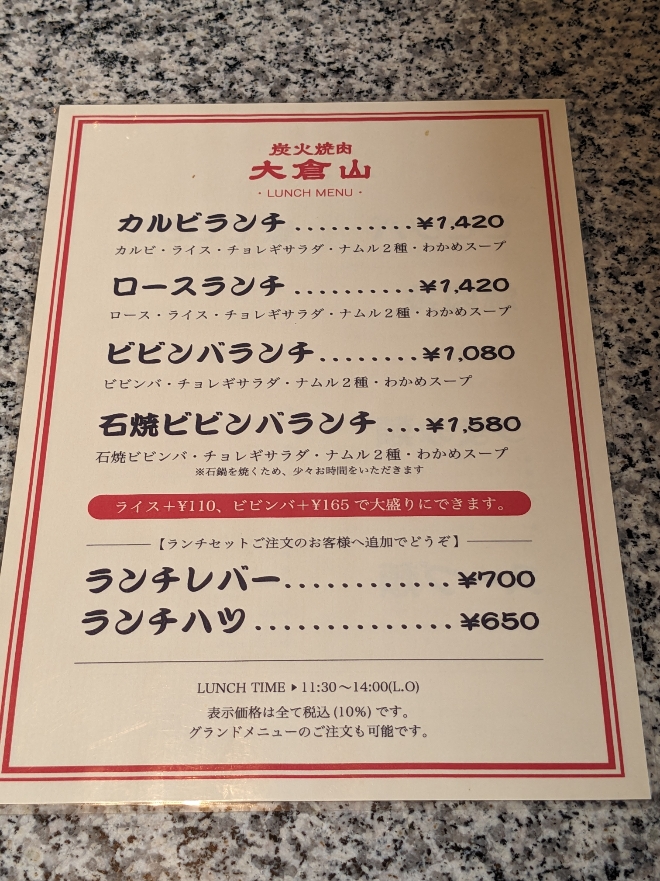 炭火焼肉
大倉山
・LUNCH MENU・
カルビランチ..........¥1,420
カルビ・ライス・チョレギサラダ・ナムル２種・わかめスープ
ロースランチ..........¥1,420
ロース・ライス・チョレギサラダ・ナムル２種・わかめスープ
ビビンバランチ........¥1,080
ビビンバ・チョレギサラダ・ナムル２種・わかめスープ
石焼ビビンバランチ...¥1,580
石焼ビビンバ・チョレギサラダ・ナムル２種・わかめスープ
※石鍋を焼くため、少々お時間をいただきます
ライス＋¥110、ビビンバ＋¥165で大盛りにできます。
【ランチセットご注文のお客様へ追加でどうぞ】
ランチレバー............¥700
ランチハツ..............¥650
LUNCH TIME ▶ 11:30～14:00(L.O)
表示価格は全て税込(10%)です。
グランドメニューのご注文も可能です。